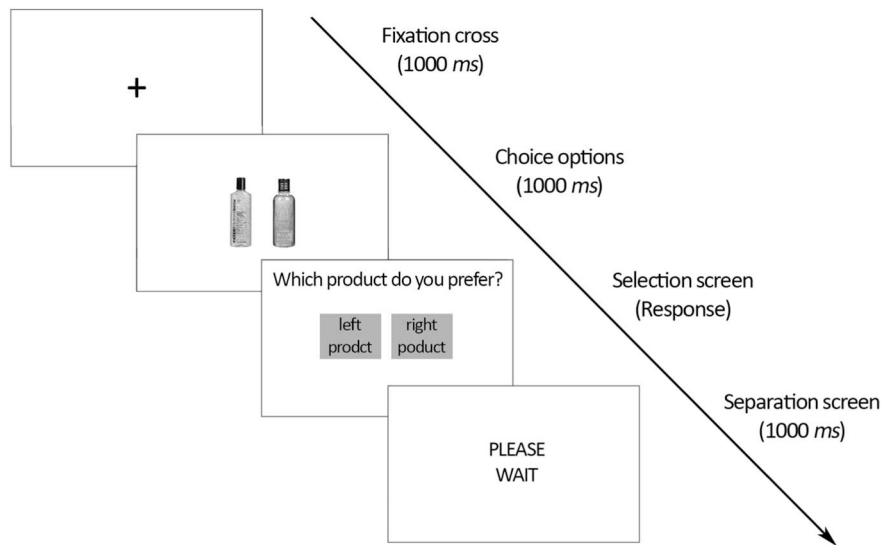 Fixation cross
(1000 ms)
+
Choice options
(1000 ms)
Which product do you prefer?
left
prodct
right
poduct
Selection screen
(Response)
Separation screen
(1000 ms)
PLEASE
WAIT